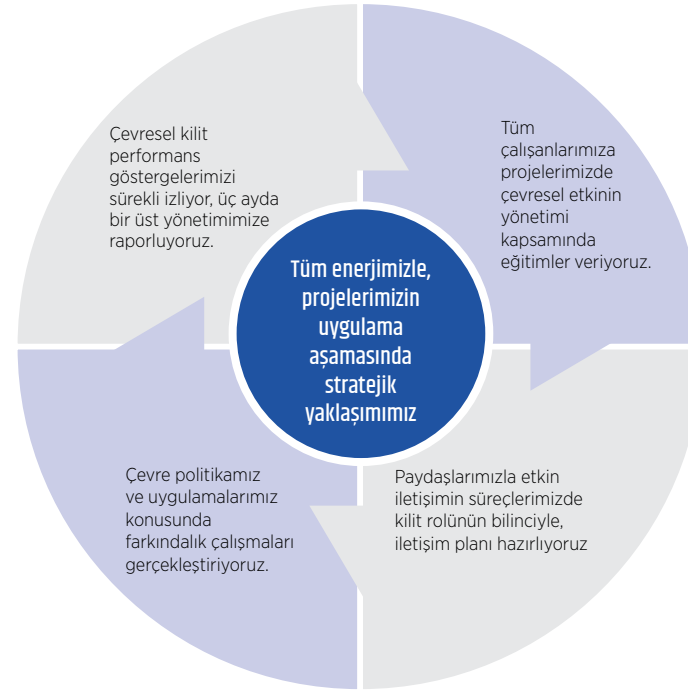 Çevresel kilit
performans
göstergelerimizi
sürekli izliyor, üç ayda
bir üst yönetimimize
raporluyoruz.
Tüm
çalışanlarımıza
projelerimizde
çevresel etkinin
yönetimi
kapsamında
eğitimler veriyoruz.
Tüm enerjimizle,
projelerimizin
uygulama
aşamasında
stratejik
yaklaşımımız
Çevre politikamız
ve uygulamalarımız
konusunda
farkındalık çalışmaları
gerçekleştiriyoruz.
Paydaşlarımızla etkin
iletişimin süreçlerimizde
kilit rolünün bilinciyle,
iletişim planı hazırlıyoruz